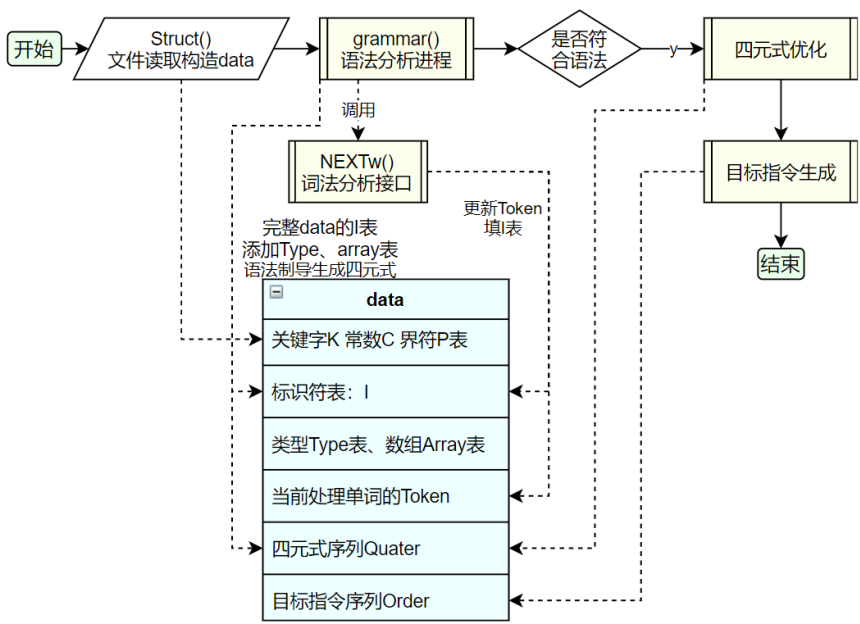 开始
Struct()
文件读取构造data
grammar()
语法分析进程
是否符
合语法
y
四元式优化
调用
NEXTw()
词法分析接口
目标指令生成
更新Token
填I表
完整data的I表
添加Type、array表
语法制导生成四元式
结束
data
关键字K 常数C 界符P表
标识符表：I
类型Type表、数组Array表
当前处理单词的Token
四元式序列Quater
目标指令序列Order